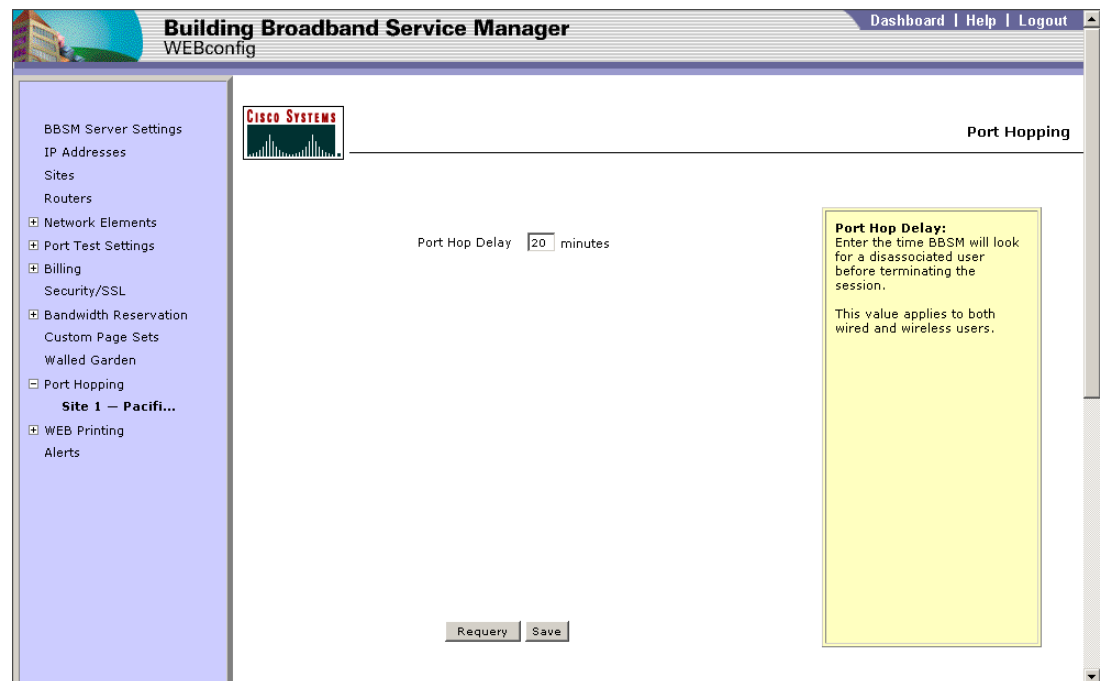 Building Broadband Service Manager
WEBconfig
Dashboard | Help | Logout
BBSM Server Settings
IP Addresses
Sites
Routers
Network Elements
Port Test Settings
Billing
Security/SSL
Bandwidth Reservation
Custom Page Sets
Walled Garden
Port Hopping
Site 1 — Pacifi...
WEB Printing
Alerts
CISCO SYSTEMS
Port Hopping
Port Hop Delay 20 minutes
Port Hop Delay:
Enter the time BBSM will look
for a disassociated user
before terminating the
session.
This value applies to both
wired and wireless users.
Requery Save